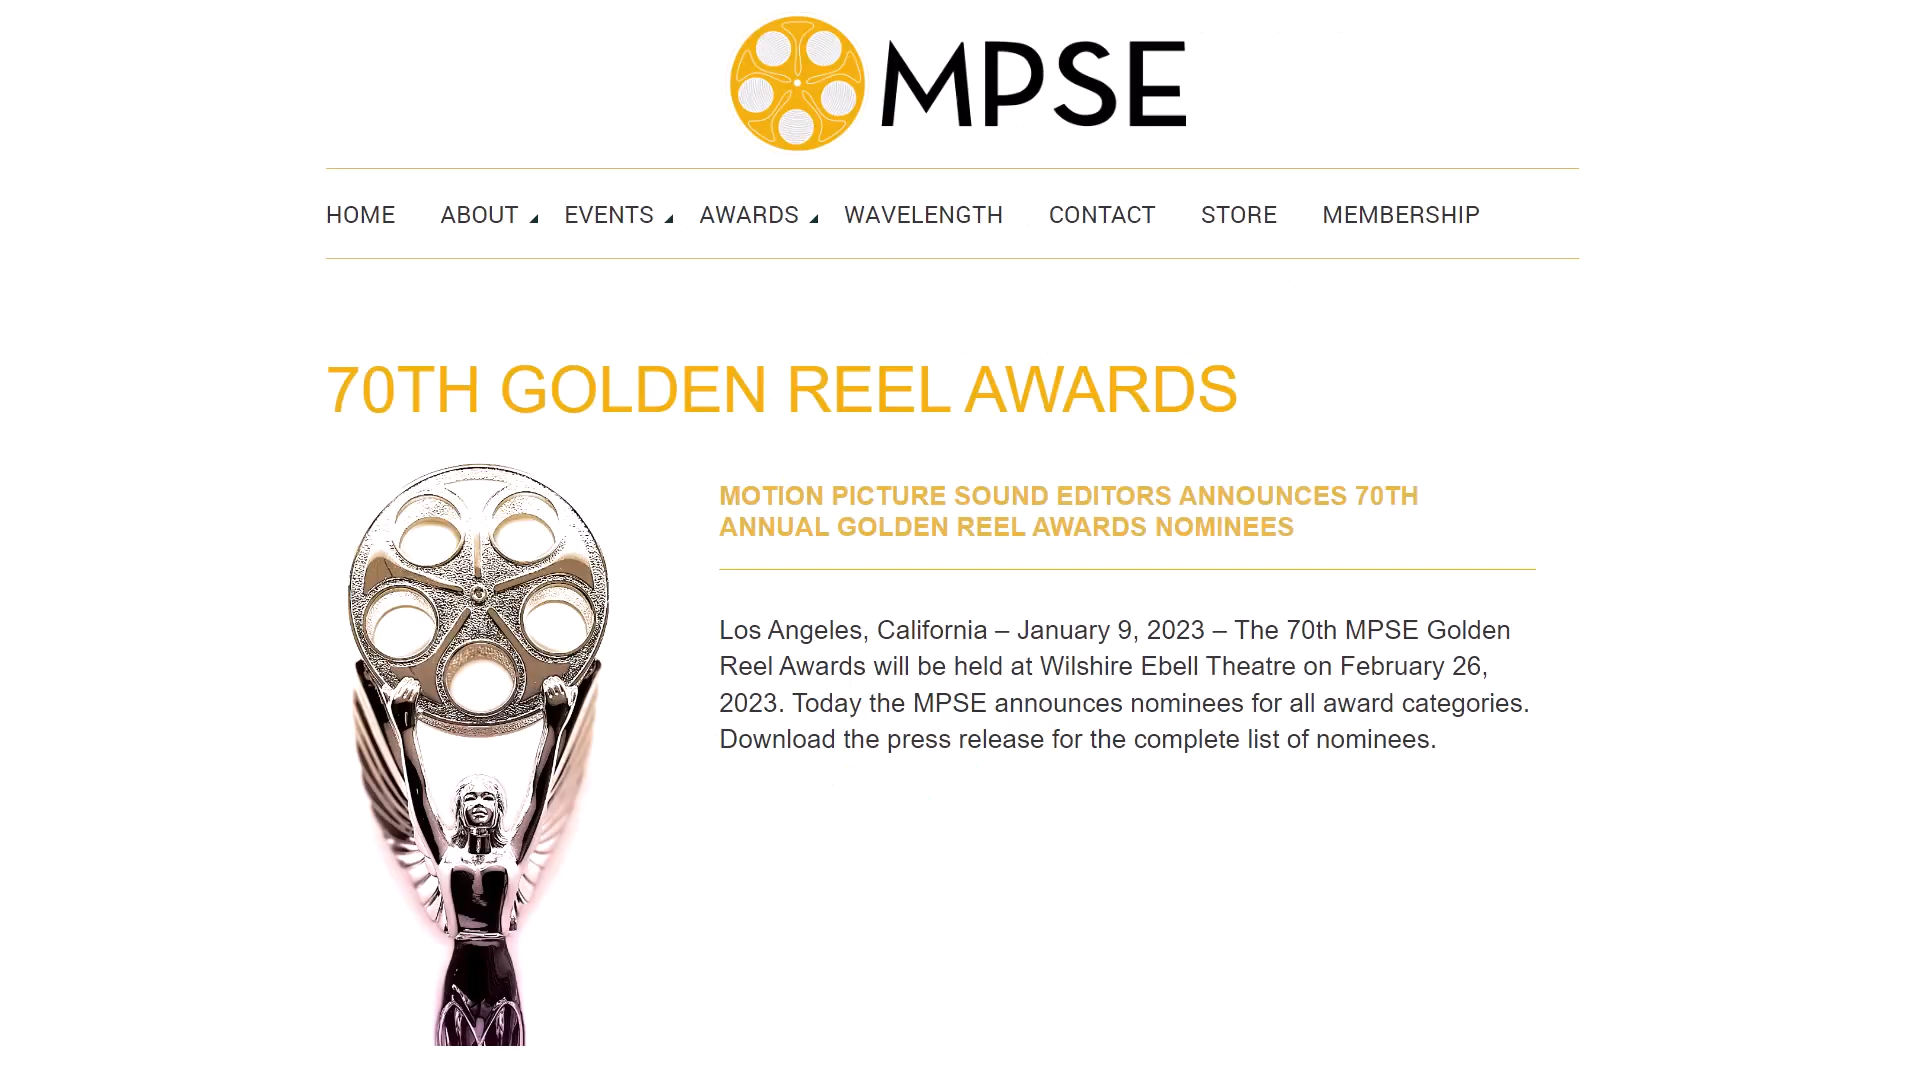 MPSE
HOME ABOUT EVENTS AWARDS WAVELENGTH CONTACT STORE MEMBERSHIP
70TH GOLDEN REEL AWARDS
MOTION PICTURE SOUND EDITORS ANNOUNCES 70TH
ANNUAL GOLDEN REEL AWARDS NOMINEES
Los Angeles, California – January 9, 2023 – The 70th MPSE Golden
Reel Awards will be held at Wilshire Ebell Theatre on February 26,
2023. Today the MPSE announces nominees for all award categories.
Download the press release for the complete list of nominees.